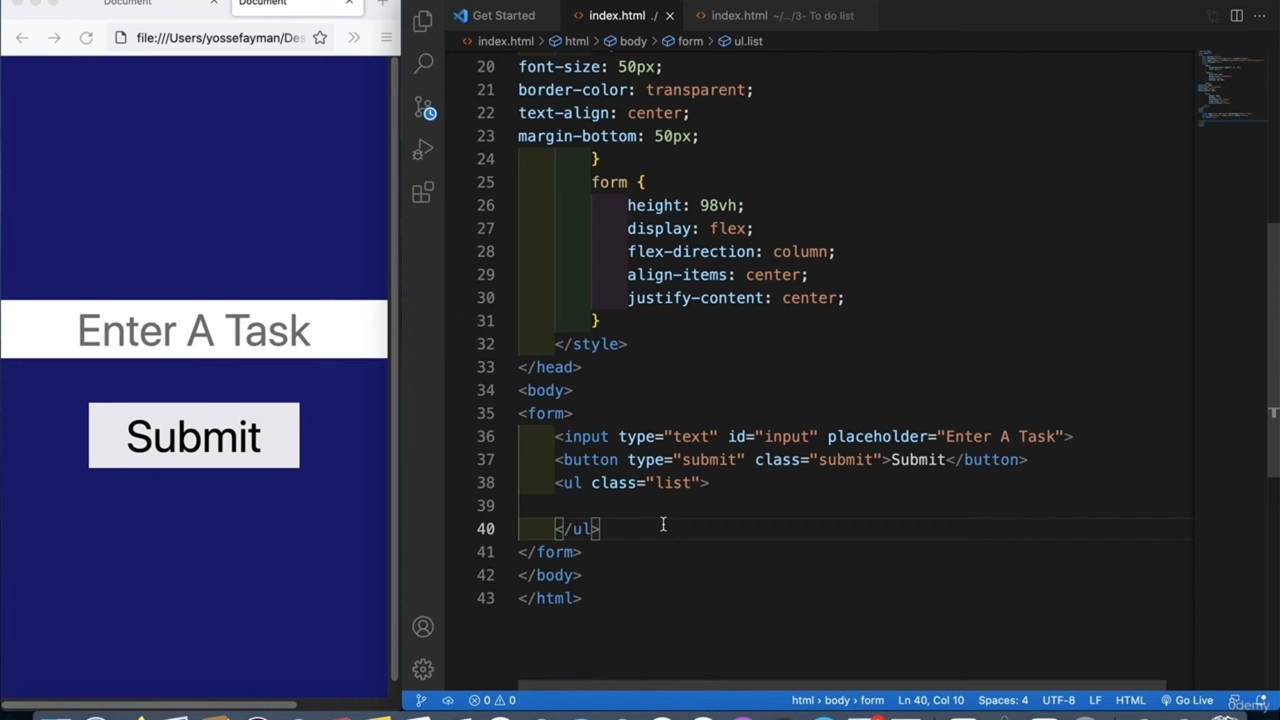 Document
Document
file:///Users/yossefayman/Des
Enter A Task
Submit
Get Started
index.html ./
index.html ~/.../3- To do list
index.html > html > body > form > ul.list
20 font-size: 50px;
21 border-color: transparent;
22 text-align: center;
23 margin-bottom: 50px;
24 }
25 form {
26 height: 98vh;
27 display: flex;
28 flex-direction: column;
29 align-items: center;
30 justify-content: center;
31 }
32 </style>
33 </head>
34 <body>
35 <form>
36 <input type="text" id="input" placeholder="Enter A Task">
37 <button type="submit" class="submit">Submit</button>
38 <ul class="list">
39
40 </ul>
41 </form>
42 </body>
43 </html>
0 0 html > body > form Ln 40, Col 10 Spaces: 4 UTF-8 LF HTML Go Live
udemy